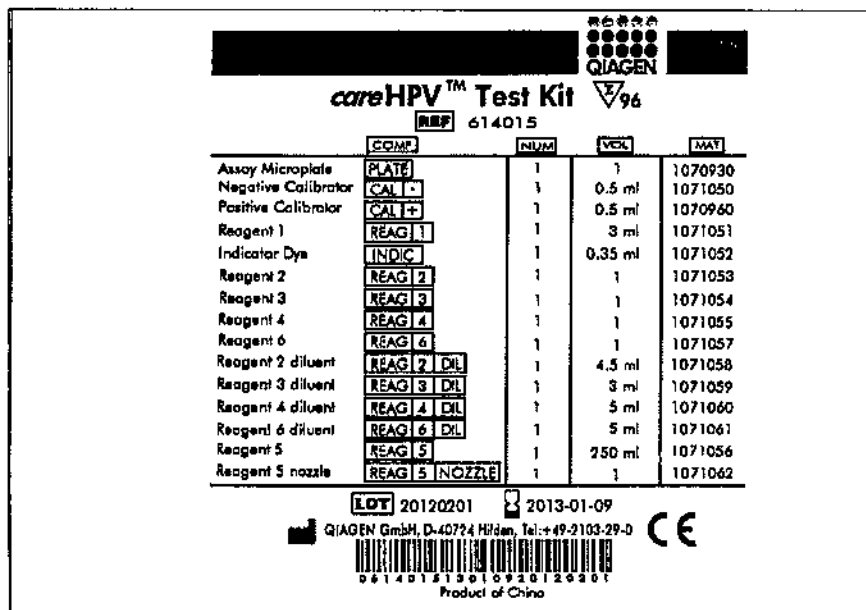 QIAGEN
careHPV™ Test Kit Σ 96
REF 614015
COMP. NUM VOL MAT
Assay Microplate PLATE 1 1 1070930
Negative Calibrator CAL - 1 0.5 ml 1071050
Positive Calibrator CAL + 1 0.5 ml 1070960
Reagent 1 REAG 1 1 3 ml 1071051
Indicator Dye INDIC 1 0.35 ml 1071052
Reagent 2 REAG 2 1 1 1071053
Reagent 3 REAG 3 1 1 1071054
Reagent 4 REAG 4 1 1 1071055
Reagent 6 REAG 6 1 1 1071057
Reagent 2 diluent REAG 2 DIL 1 4.5 ml 1071058
Reagent 3 diluent REAG 3 DIL 1 3 ml 1071059
Reagent 4 diluent REAG 4 DIL 1 5 ml 1071060
Reagent 6 diluent REAG 6 DIL 1 5 ml 1071061
Reagent 5 REAG 5 1 250 ml 1071056
Reagent 5 nozzle REAG 5 NOZZLE 1 1 1071062
LOT 20120201 2013-01-09
QIAGEN GmbH, D-40724 Hilden, Tel:+49-2103-29-0 CE
061401513010920120201
Product of China